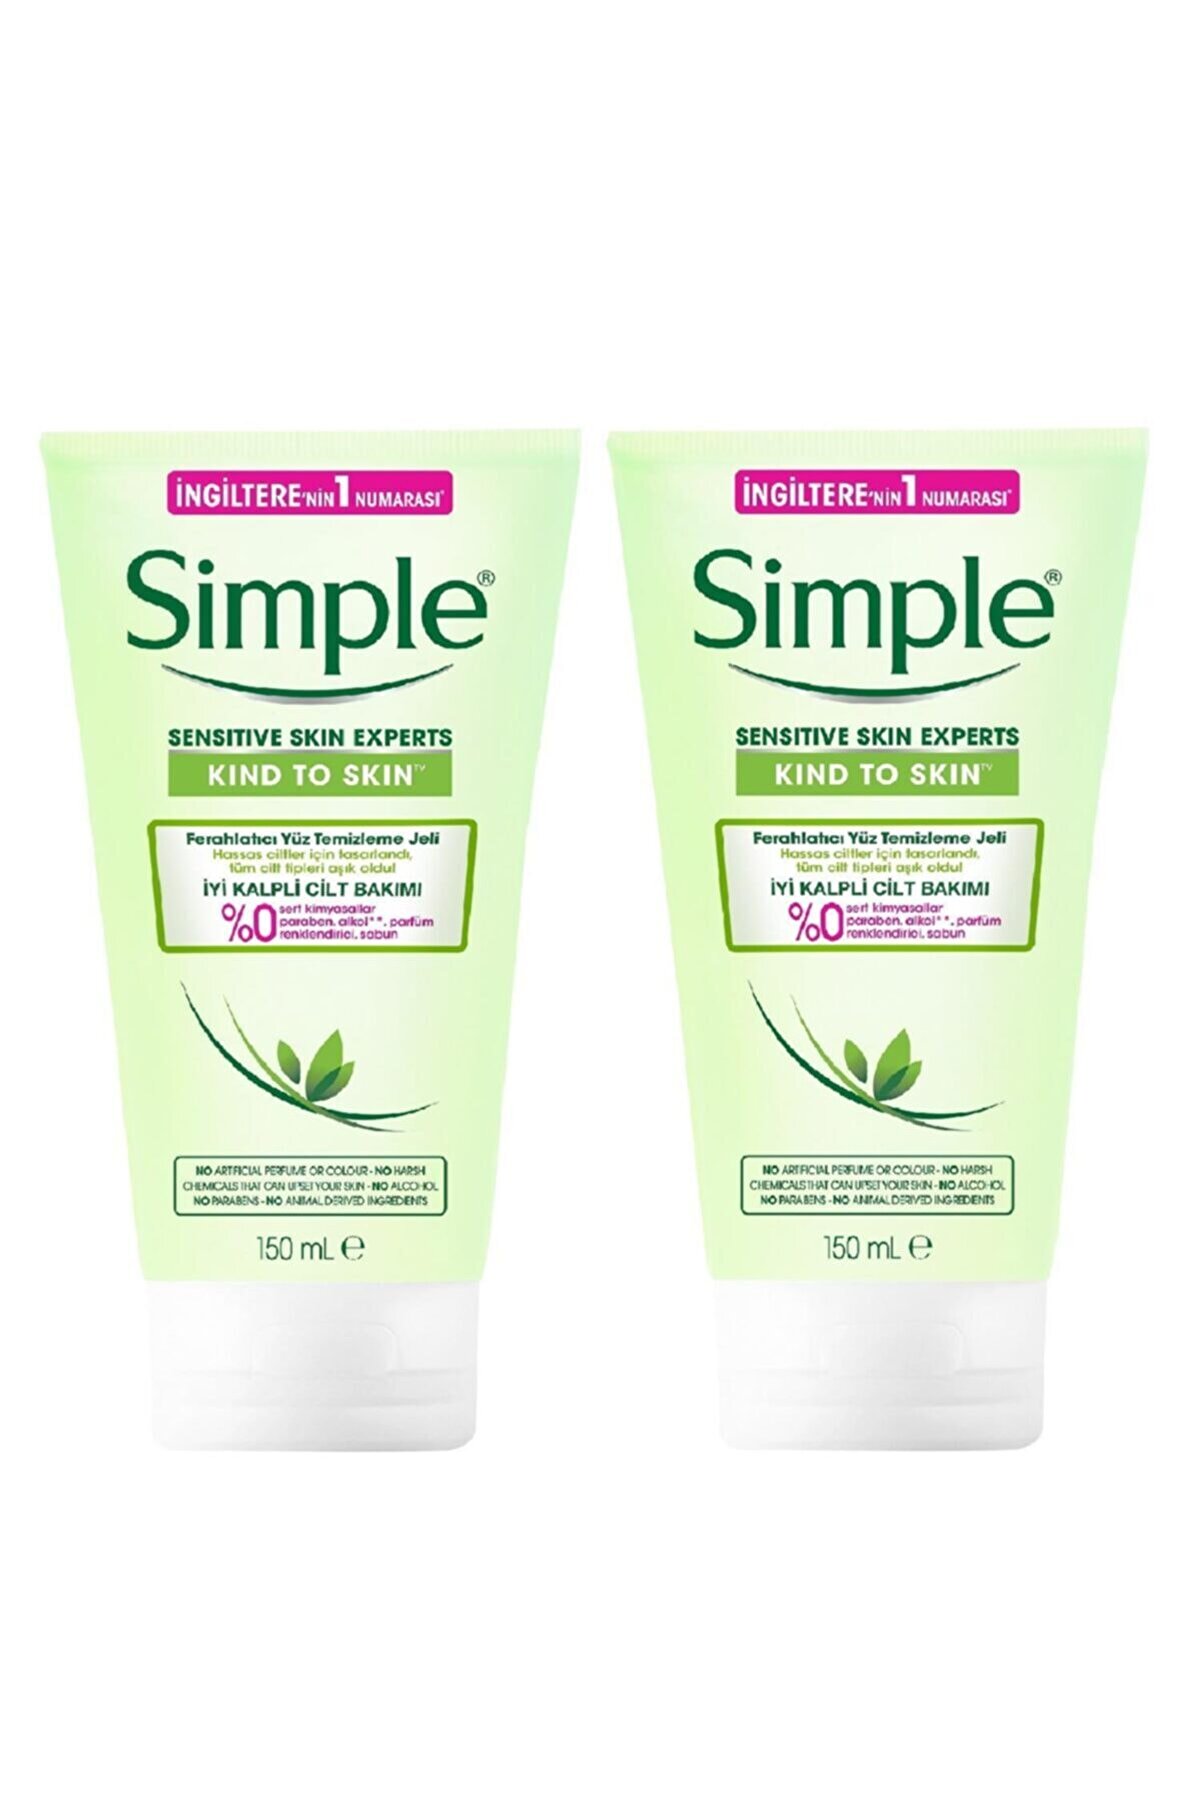 İNGİLTERE'NİN 1 NUMARASI*
Simple®
SENSITIVE SKIN EXPERTS
KIND TO SKIN™
Ferahlatıcı Yüz Temizleme Jeli
Hassas ciltler için tasarlandı,
tüm cilt tipleri aşık oldu!
İYİ KALPLİ CİLT BAKIMI
%0 sert kimyasallar
paraben, alkol**, parfüm
renklendirici, sabun
NO ARTIFICIAL PERFUME OR COLOUR - NO HARSH
CHEMICALS THAT CAN UPSET YOUR SKIN - NO ALCOHOL
NO PARABENS - NO ANIMAL DERIVED INGREDIENTS
150 mL ℮
İNGİLTERE'NİN 1 NUMARASI*
Simple®
SENSITIVE SKIN EXPERTS
KIND TO SKIN™
Ferahlatıcı Yüz Temizleme Jeli
Hassas ciltler için tasarlandı,
tüm cilt tipleri aşık oldu!
İYİ KALPLİ CİLT BAKIMI
%0 sert kimyasallar
paraben, alkol**, parfüm
renklendirici, sabun
NO ARTIFICIAL PERFUME OR COLOUR - NO HARSH
CHEMICALS THAT CAN UPSET YOUR SKIN - NO ALCOHOL
NO PARABENS - NO ANIMAL DERIVED INGREDIENTS
150 mL ℮